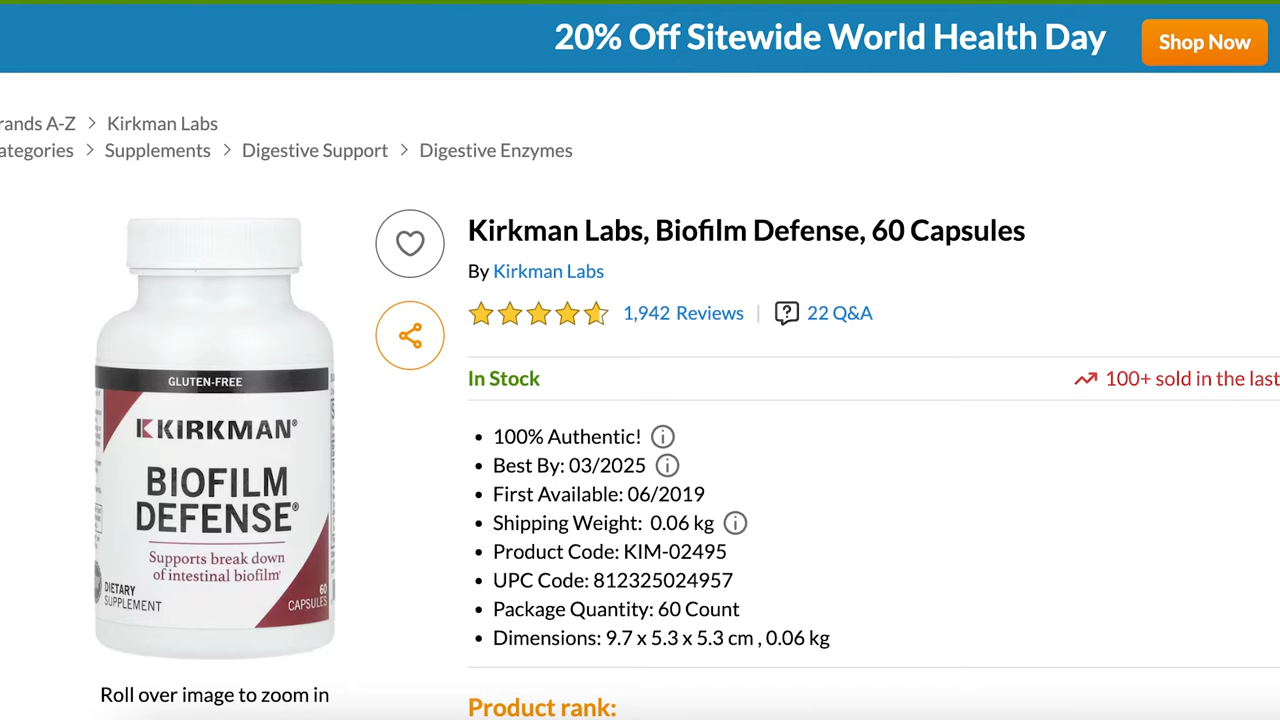 20% Off Sitewide World Health Day
Shop Now
rands A-Z > Kirkman Labs
ategories > Supplements > Digestive Support > Digestive Enzymes
Kirkman Labs, Biofilm Defense, 60 Capsules
By Kirkman Labs
1,942 Reviews | 22 Q&A
In Stock
100+ sold in the last
• 100% Authentic!
• Best By: 03/2025
• First Available: 06/2019
• Shipping Weight: 0.06 kg
• Product Code: KIM-02495
• UPC Code: 812325024957
• Package Quantity: 60 Count
• Dimensions: 9.7 x 5.3 x 5.3 cm , 0.06 kg
Product rank:
GLUTEN-FREE
KIRKMAN®
BIOFILM
DEFENSE®
Supports break down
of intestinal biofilm
DIETARY
SUPPLEMENT
60
CAPSULES
Roll over image to zoom in